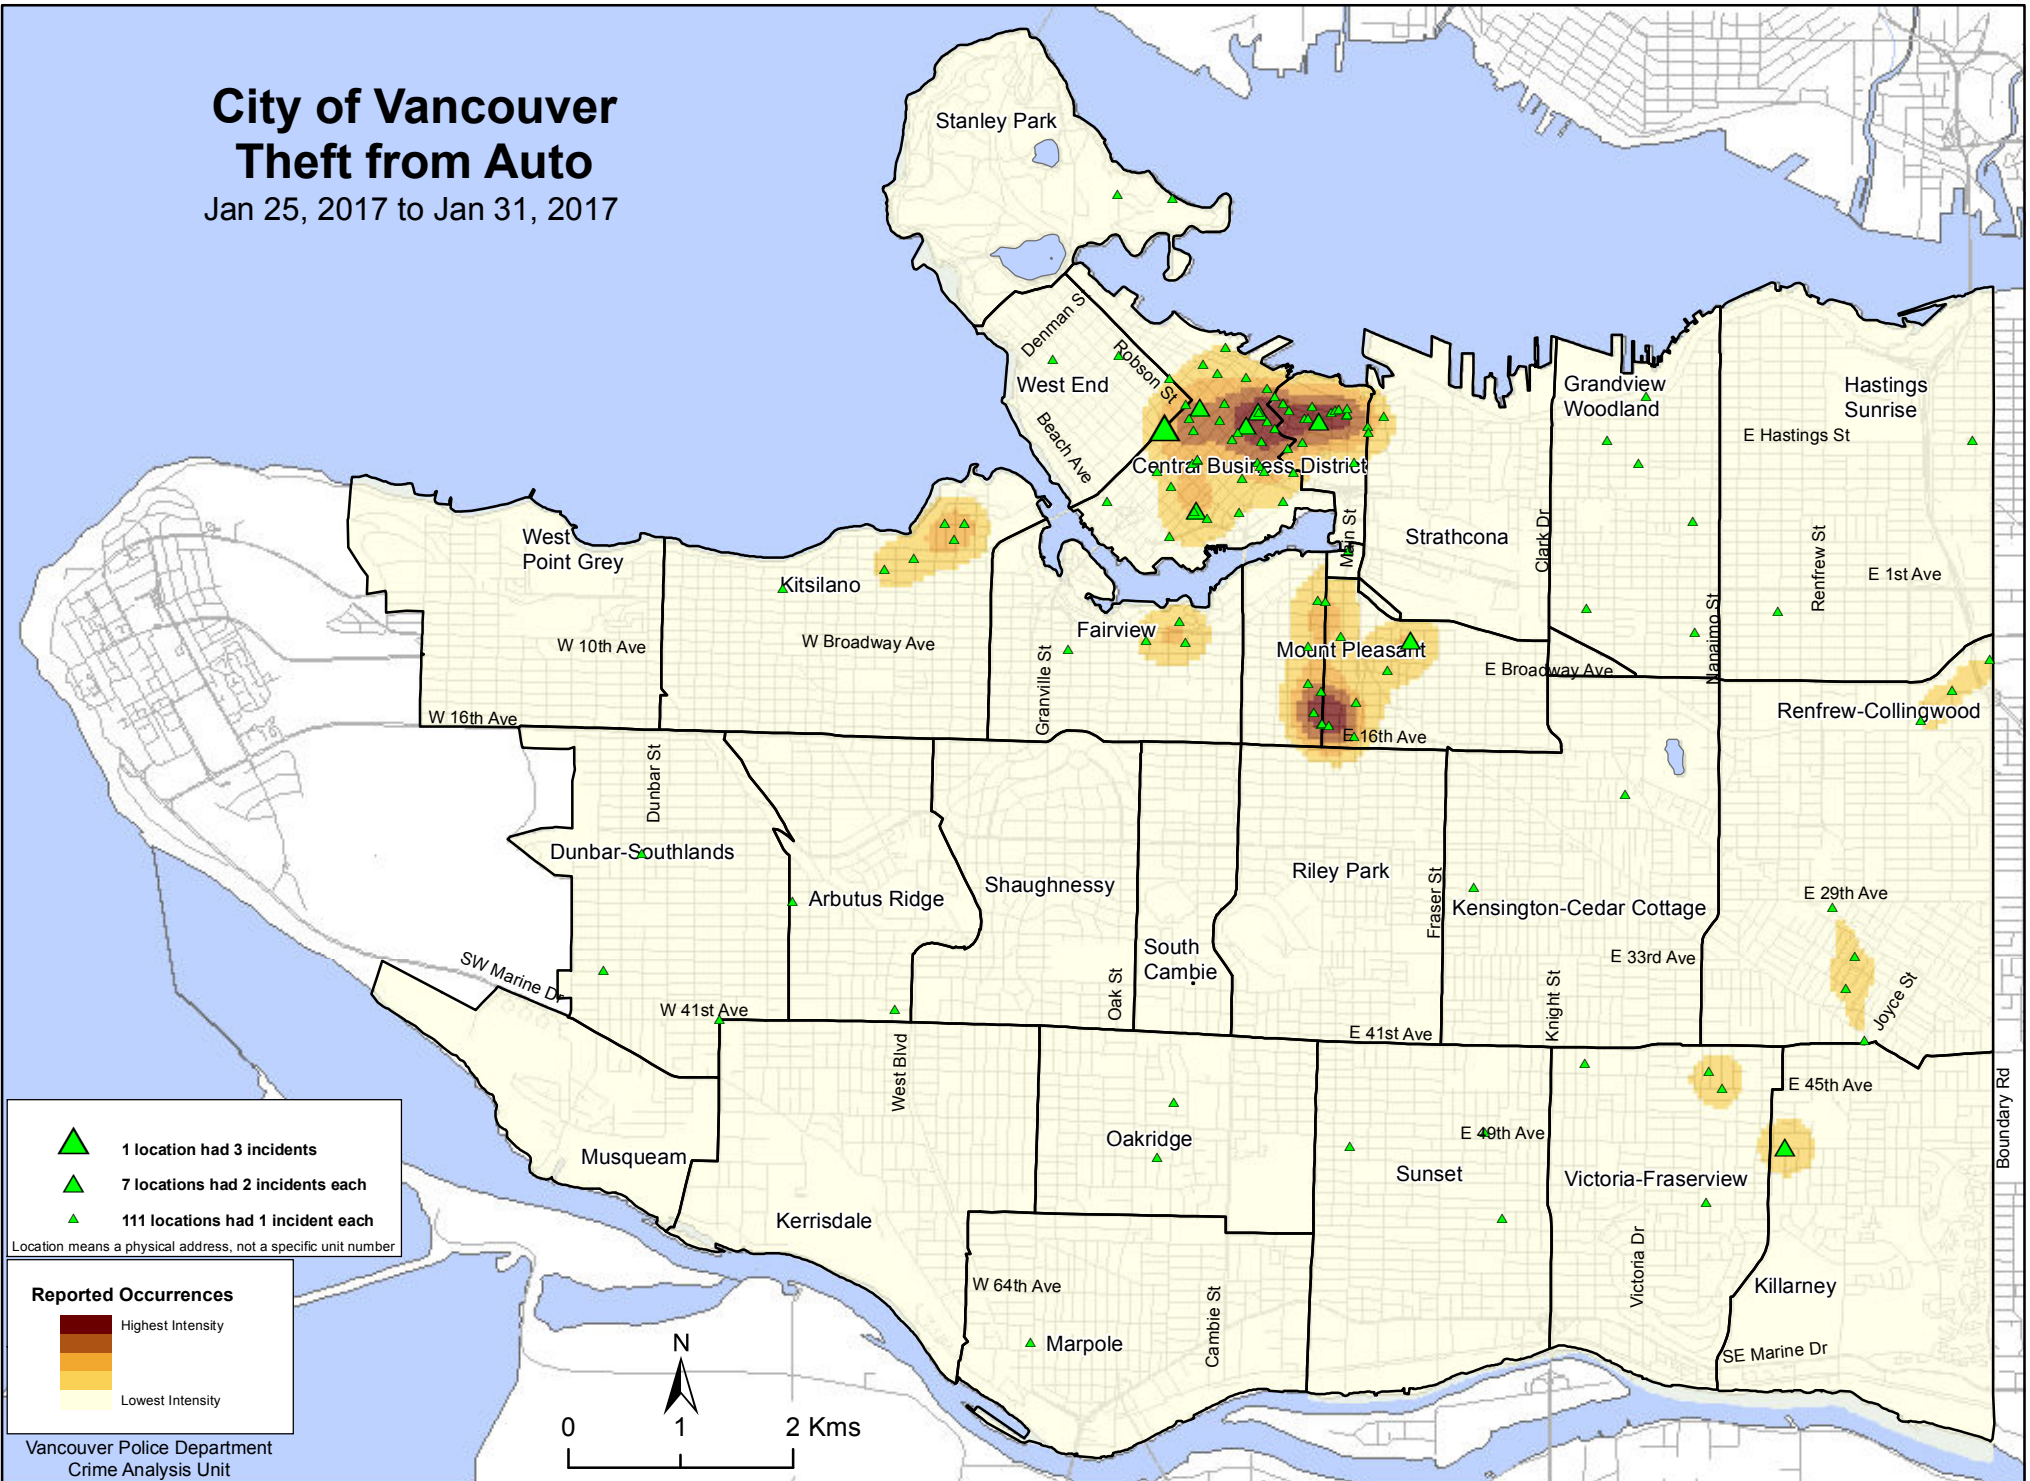 City of Vancouver
Theft from Auto
Jan 25, 2017 to Jan 31, 2017
Stanley Park
Denman S
Robson St
West End
Beach Ave
Central Business District
Grandview
Woodland
Hastings
Sunrise
E Hastings St
West
Point Grey
Kitsilano
Main St
Strathcona
Clark Dr
Renfrew St
E 1st Ave
Nanaimo St
W 10th Ave
W Broadway Ave
Fairview
Granville St
Mount Pleasant
E Broadway Ave
W 16th Ave
E 16th Ave
Renfrew-Collingwood
Dunbar St
Dunbar-Southlands
Arbutus Ridge
Shaughnessy
Riley Park
Fraser St
Kensington-Cedar Cottage
E 29th Ave
South
Cambie
E 33rd Ave
SW Marine Dr
W 41st Ave
Oak St
Knight St
Joyce St
E 41st Ave
West Blvd
E 45th Ave
Boundary Rd
Musqueam
Oakridge
E 49th Ave
Sunset
Victoria-Fraserview
Kerrisdale
Victoria Dr
W 64th Ave
Cambie St
Killarney
Marpole
SE Marine Dr
1 location had 3 incidents
7 locations had 2 incidents each
111 locations had 1 incident each
Location means a physical address, not a specific unit number
Reported Occurrences
Highest Intensity
Lowest Intensity
N
0 1 2 Kms
Vancouver Police Department
Crime Analysis Unit